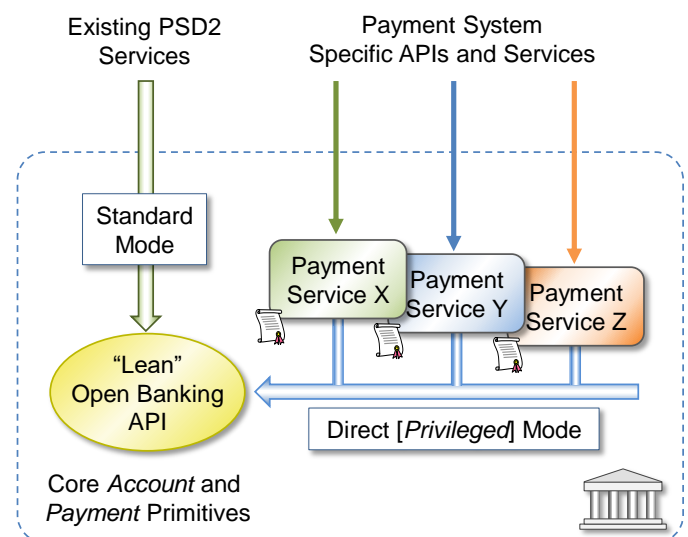 Existing PSD2
Services
Payment System
Specific APIs and Services
Standard
Mode
Payment
Service X
Payment
Service Y
Payment
Service Z
“Lean”
Open Banking
API
Direct [Privileged] Mode
Core Account and
Payment Primitives